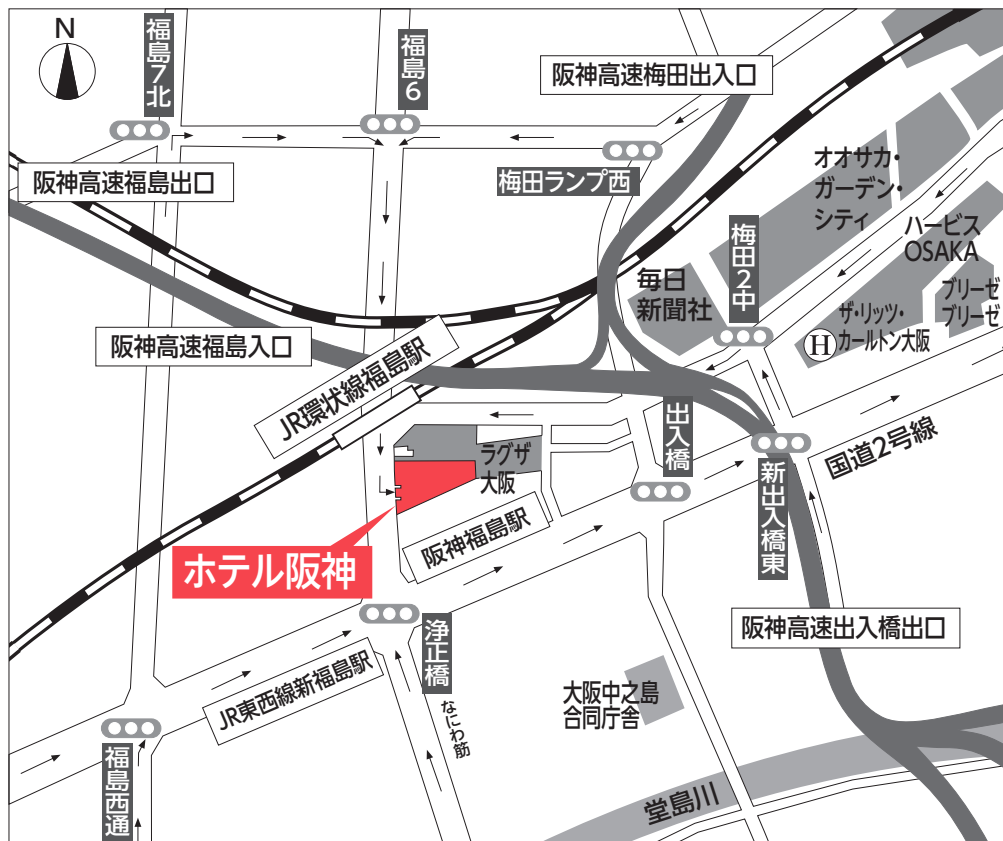 N
福島7北
福島6
阪神高速梅田出入口
阪神高速福島出口
梅田ランプ西
オオサカ・
ガーデン・
シティ
ハービス
OSAKA
梅田2中
毎日
新聞社
ブリーゼ
ブリーゼ
ザ・リッツ・
カールトン大阪
H
阪神高速福島入口
JR環状線福島駅
出入橋
国道2号線
ラグザ
大阪
新出入橋東
阪神福島駅
ホテル阪神
阪神高速出入橋出口
浄正橋
JR東西線新福島駅
大阪中之島
合同庁舎
なにわ筋
福島西通
堂島川